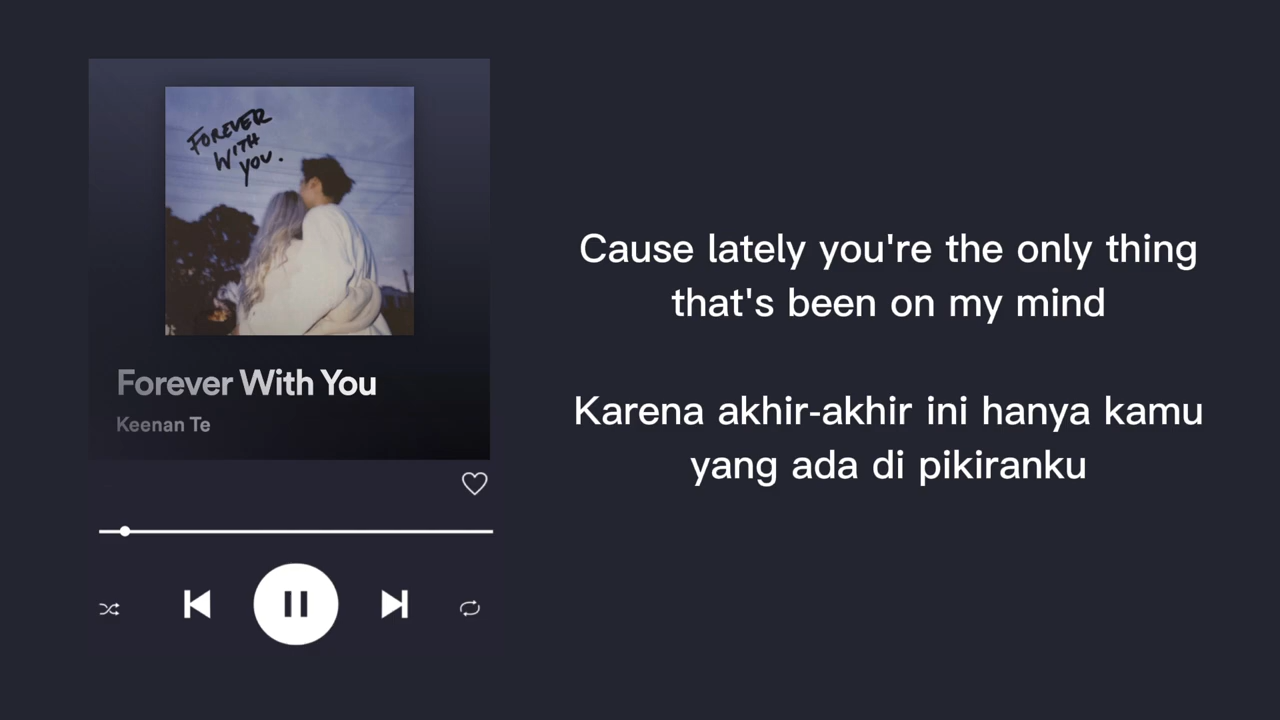 FOREVER
WITH
YOU.
Forever With You
Keenan Te
Cause lately you're the only thing
that's been on my mind
Karena akhir-akhir ini hanya kamu
yang ada di pikiranku